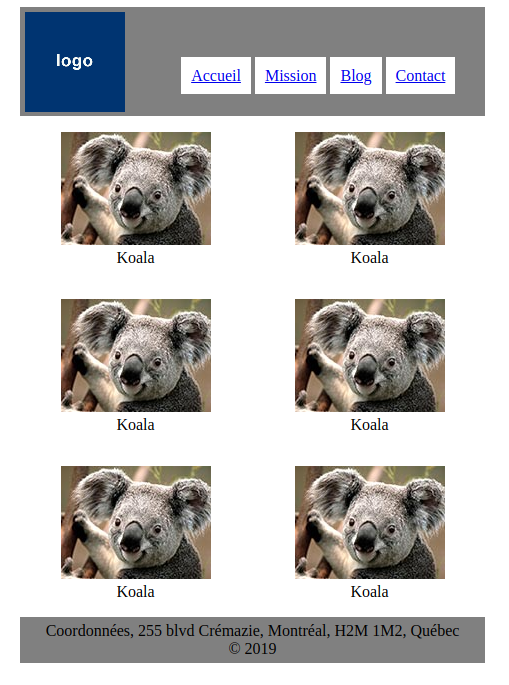 logo
Accueil Mission Blog Contact
Koala Koala
Koala Koala
Koala Koala
Coordonnées, 255 blvd Crémazie, Montréal, H2M 1M2, Québec
© 2019